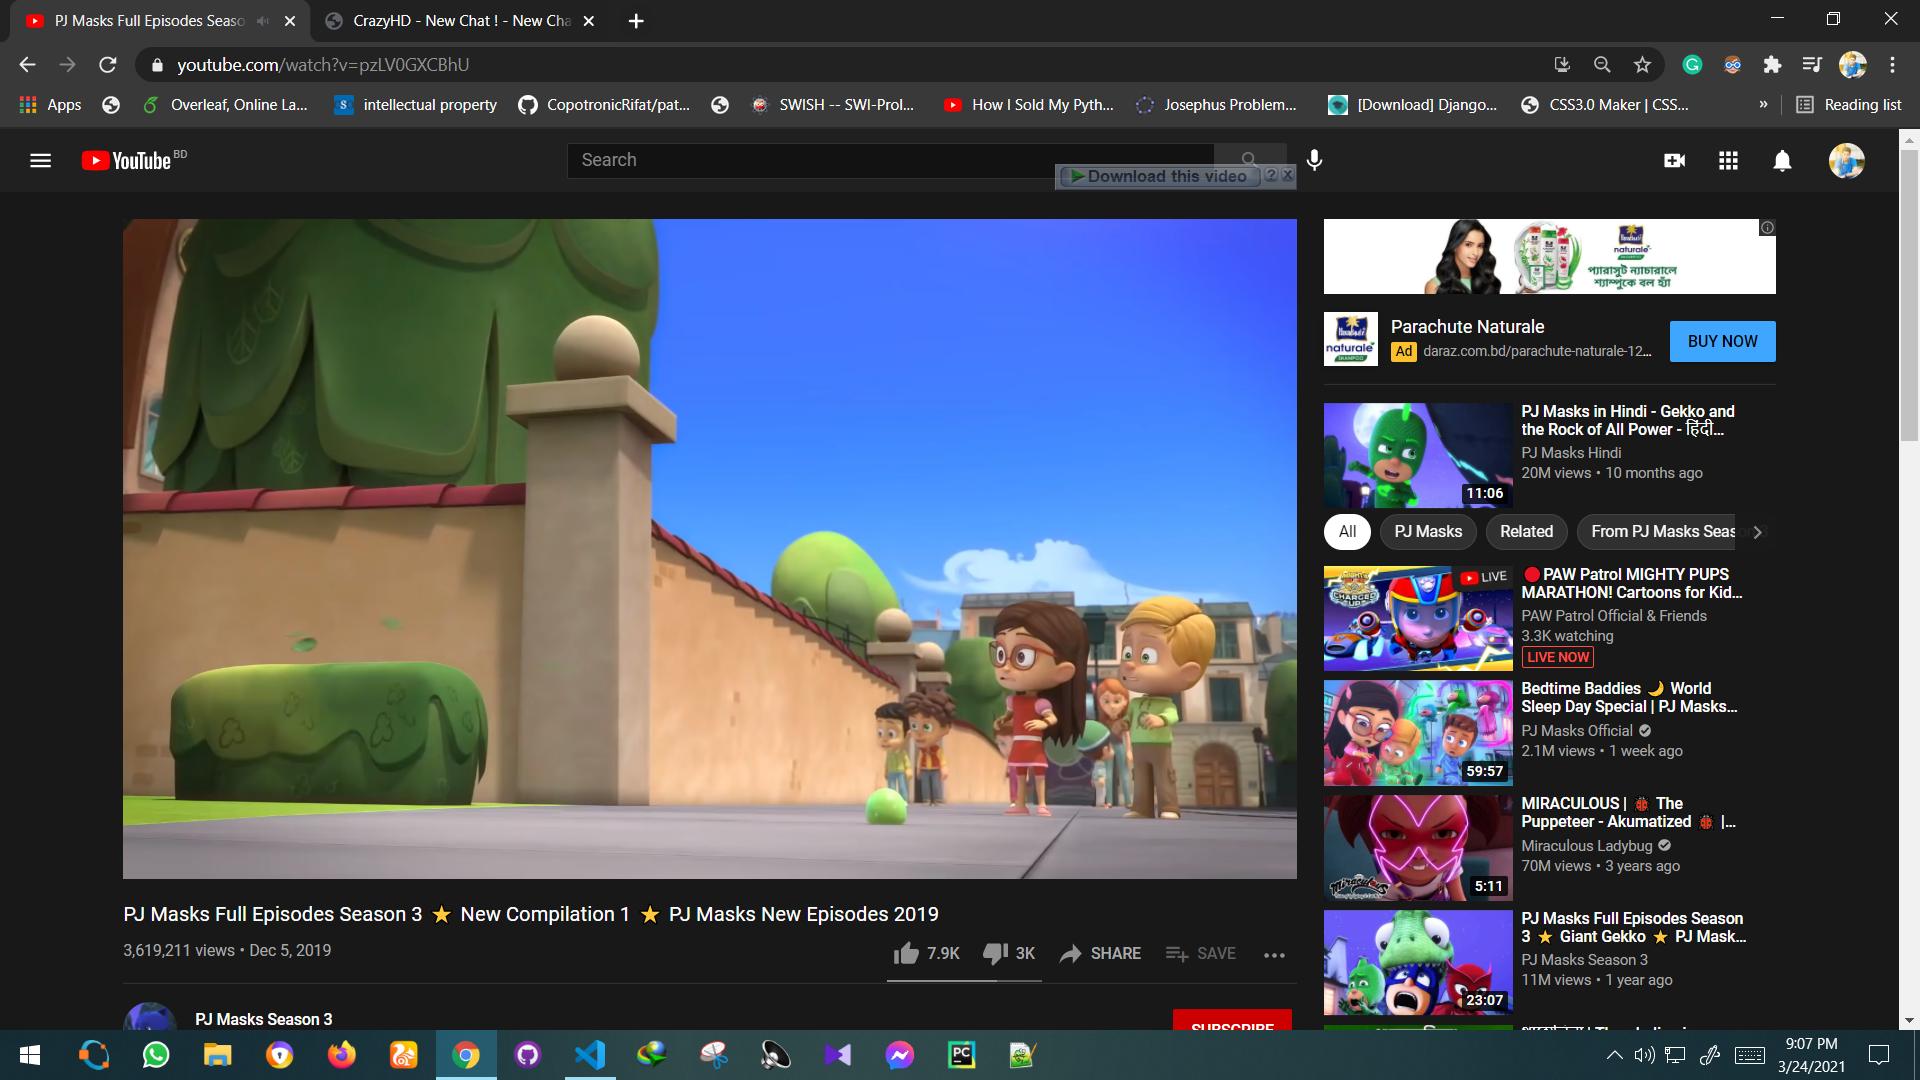 PJ Masks Full Episodes Seaso
CrazyHD - New Chat ! - New Cha
youtube.com/watch?v=pzLV0GXCBhU
Apps
Overleaf, Online La...
intellectual property
CopotronicRifat/pat...
SWISH -- SWI-Prol...
How I Sold My Pyth...
Josephus Problem...
[Download] Django...
CSS3.0 Maker | CSS...
»
Reading list
YouTube BD
Search
Download this video ? X
naturale
প্যারাসুট ন্যাচারালে
শ্যাম্পুকে বল হ্যাঁ
naturale
SHAMPOO
Parachute Naturale
Ad daraz.com.bd/parachute-naturale-12...
BUY NOW
11:06
PJ Masks in Hindi - Gekko and
the Rock of All Power - हिंदी...
PJ Masks Hindi
20M views • 10 months ago
All
PJ Masks
Related
From PJ Masks Season 3
CHARGED UP
LIVE
PAW Patrol MIGHTY PUPS
MARATHON! Cartoons for Kid...
PAW Patrol Official & Friends
3.3K watching
LIVE NOW
59:57
Bedtime Baddies 🌙 World
Sleep Day Special | PJ Masks...
PJ Masks Official
2.1M views • 1 week ago
Miraculous
5:11
MIRACULOUS | 🐞 The
Puppeteer - Akumatized 🐞 |...
Miraculous Ladybug
70M views • 3 years ago
23:07
PJ Masks Full Episodes Season
3 ⭐ Giant Gekko ⭐ PJ Mask...
PJ Masks Season 3
11M views • 1 year ago
PJ Masks Full Episodes Season 3 ⭐ New Compilation 1 ⭐ PJ Masks New Episodes 2019
3,619,211 views • Dec 5, 2019
7.9K
3K
SHARE
SAVE
PJ Masks Season 3
SUBSCRIBE
PC
9:07 PM
3/24/2021